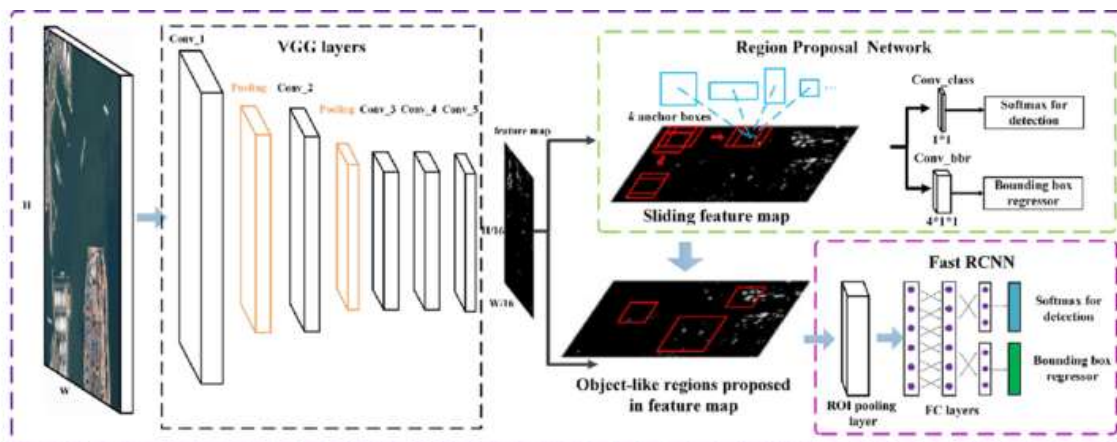 VGG layers
Conv_1
Pooling
Conv_2
Pooling
Conv_3
Conv_4
Conv_5
H
W
feature map
H/16
W/16
Region Proposal Network
k anchor boxes
...
Sliding feature map
Conv_class
1*1
Softmax for
detection
Conv_bbr
4*1*1
Bounding box
regressor
Object-like regions proposed
in feature map
Fast RCNN
ROI pooling
layer
FC layers
Softmax for
detection
Bounding box
regressor